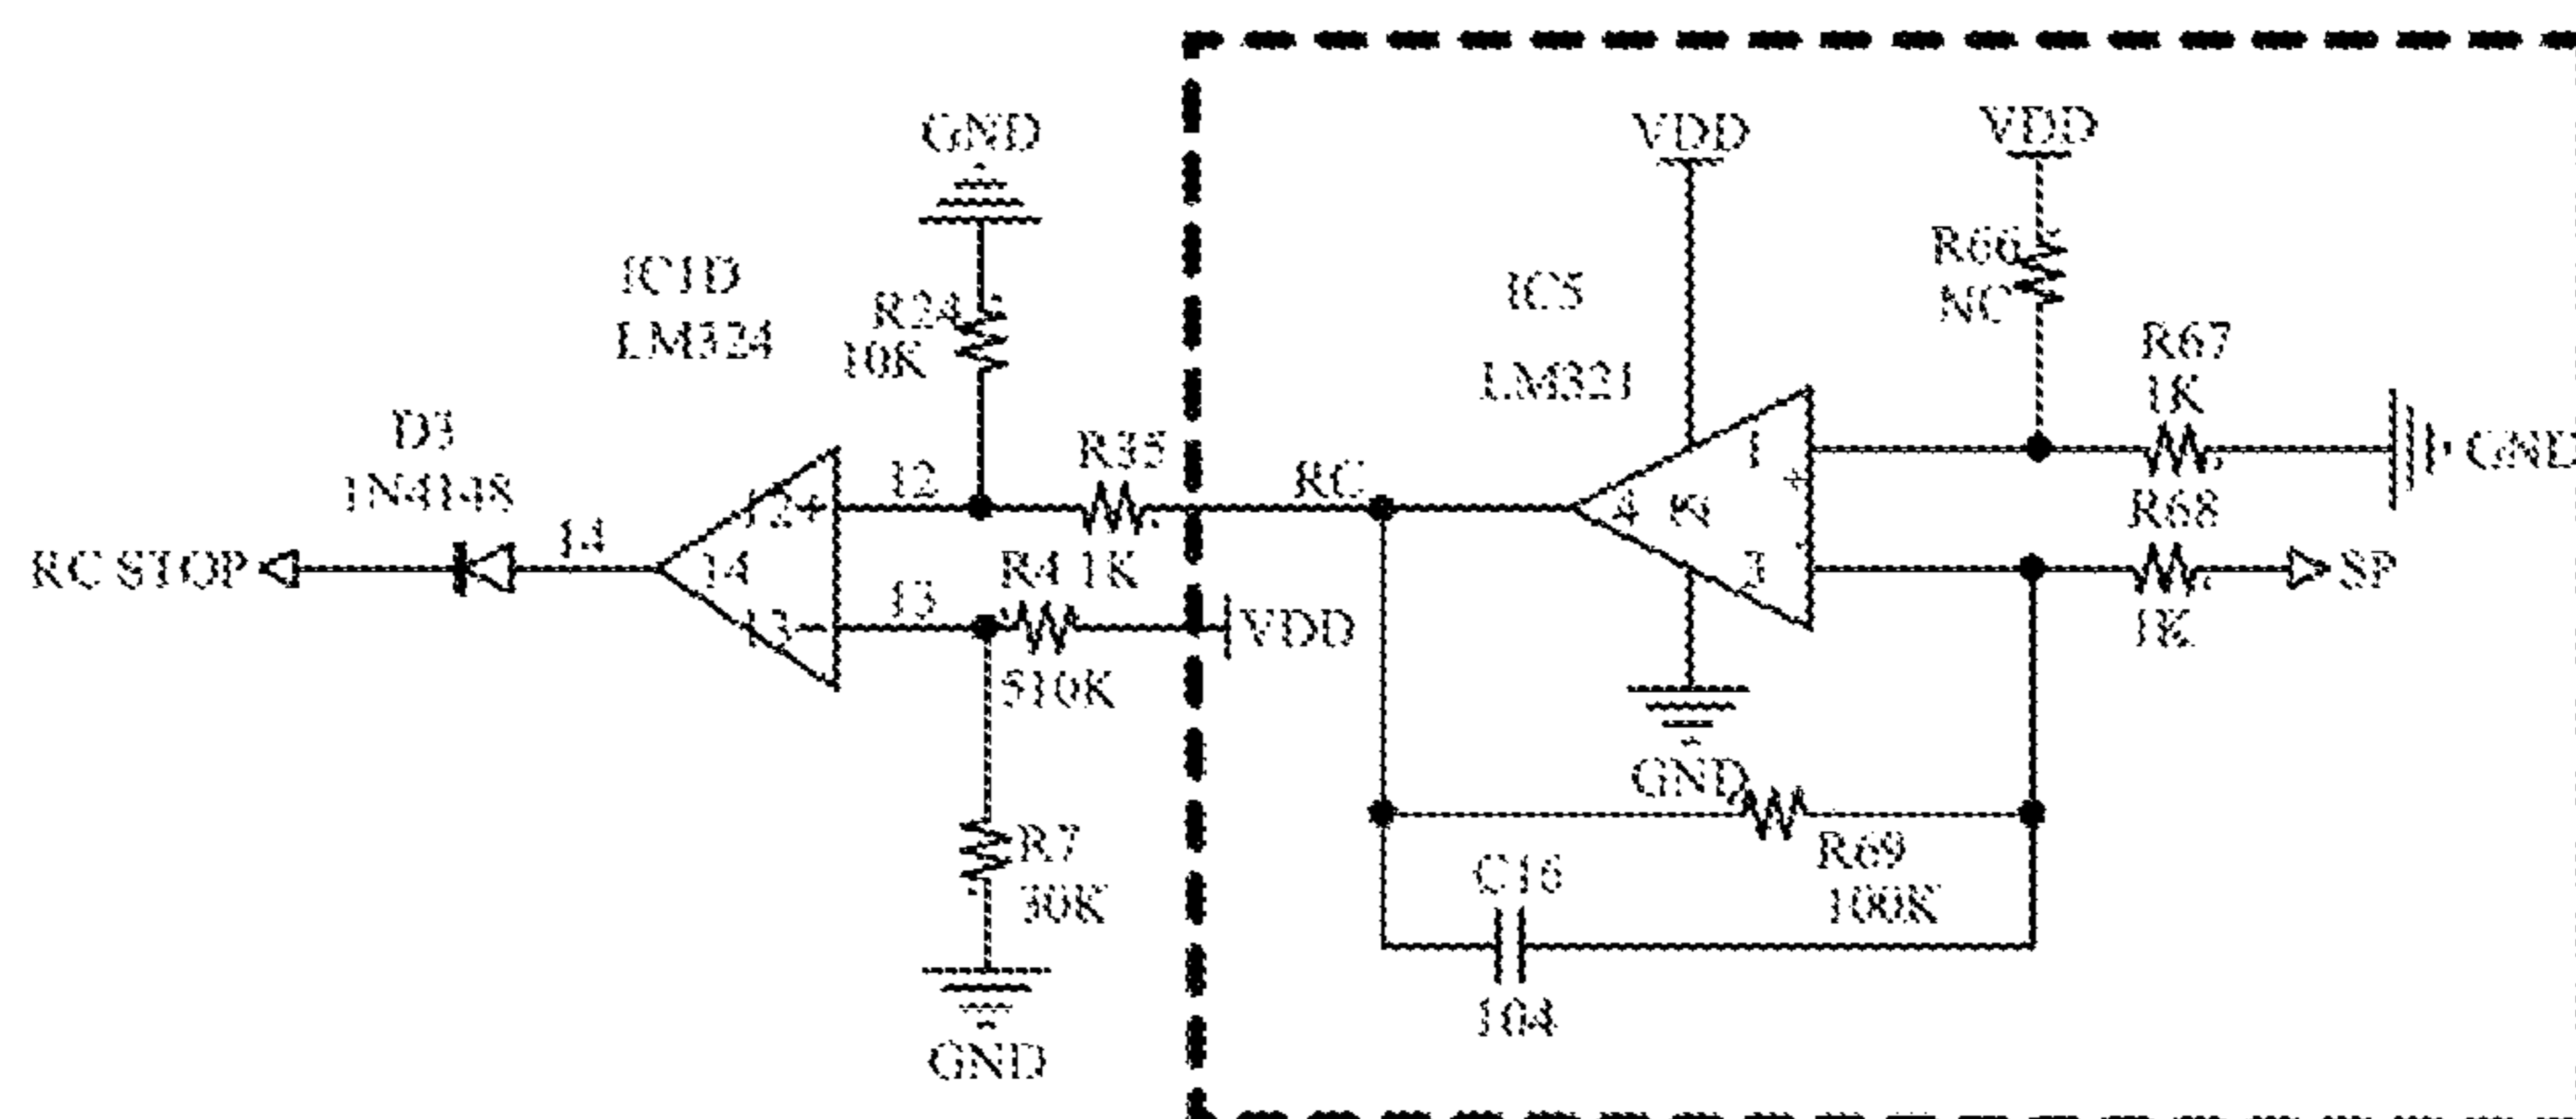 GND
VDD
VDD
IC1D
LM324
R24
10K
IC5
LM321
R66
NC
R67
1K
GND
D3
1N4148
12
R35
1K
RC
1
+
R68
1K
SP
RC STOP
14
14
12+
13-
13
R4
510K
VDD
4
2
3
-
R7
30K
GND
GND
R69
100K
C16
104